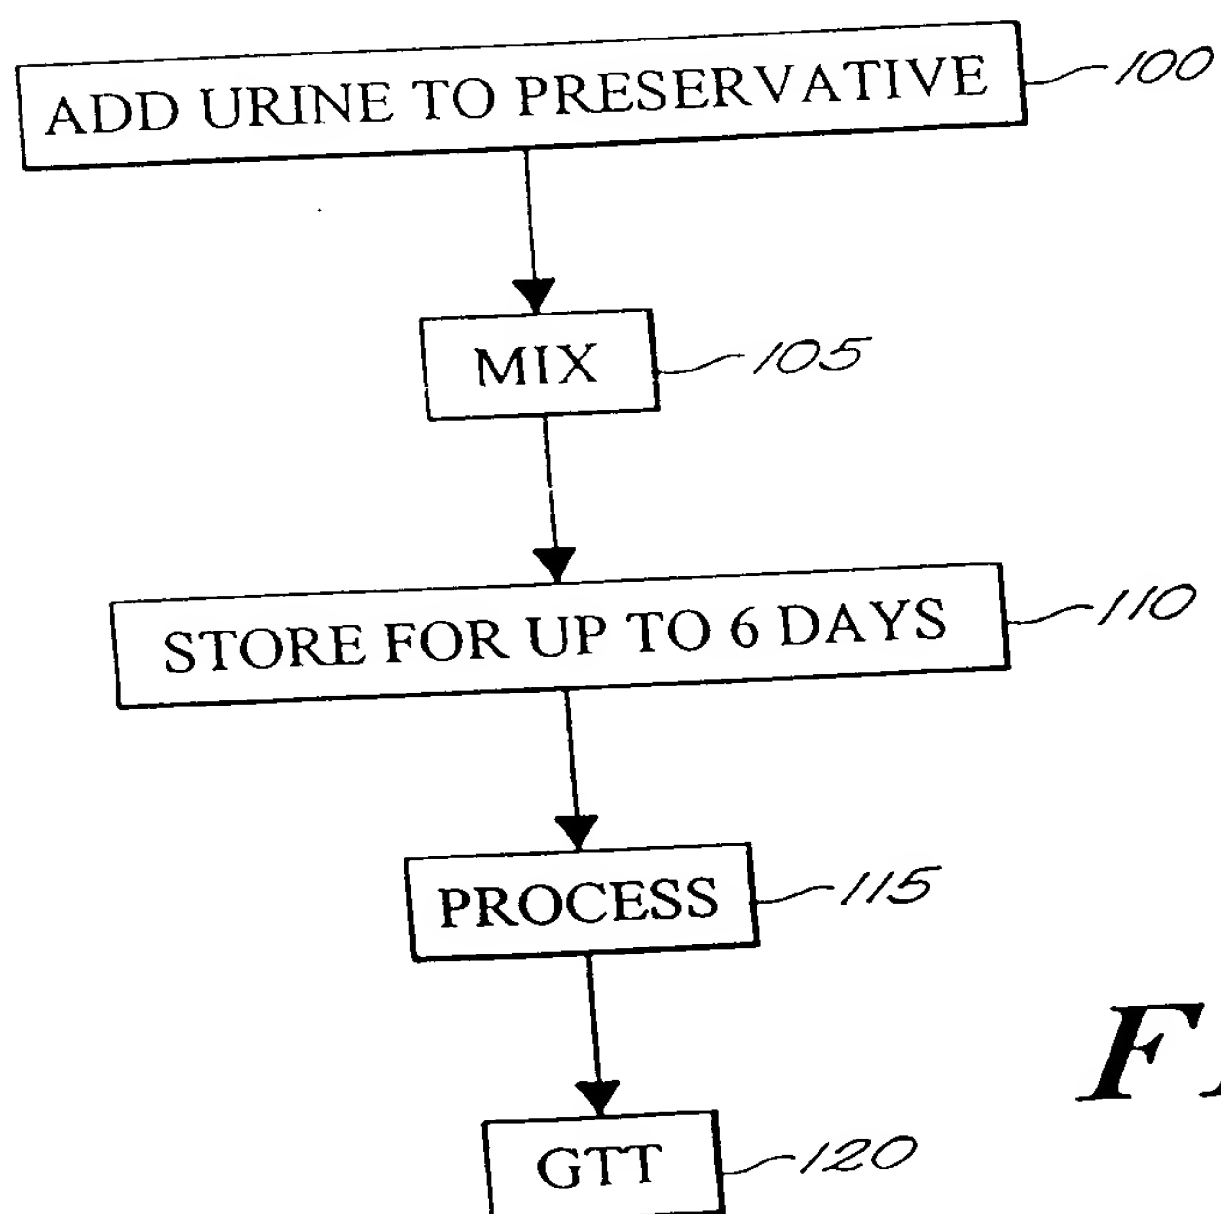 ADD URINE TO PRESERVATIVE 100
MIX 105
STORE FOR UP TO 6 DAYS 110
PROCESS 115
GTT 120